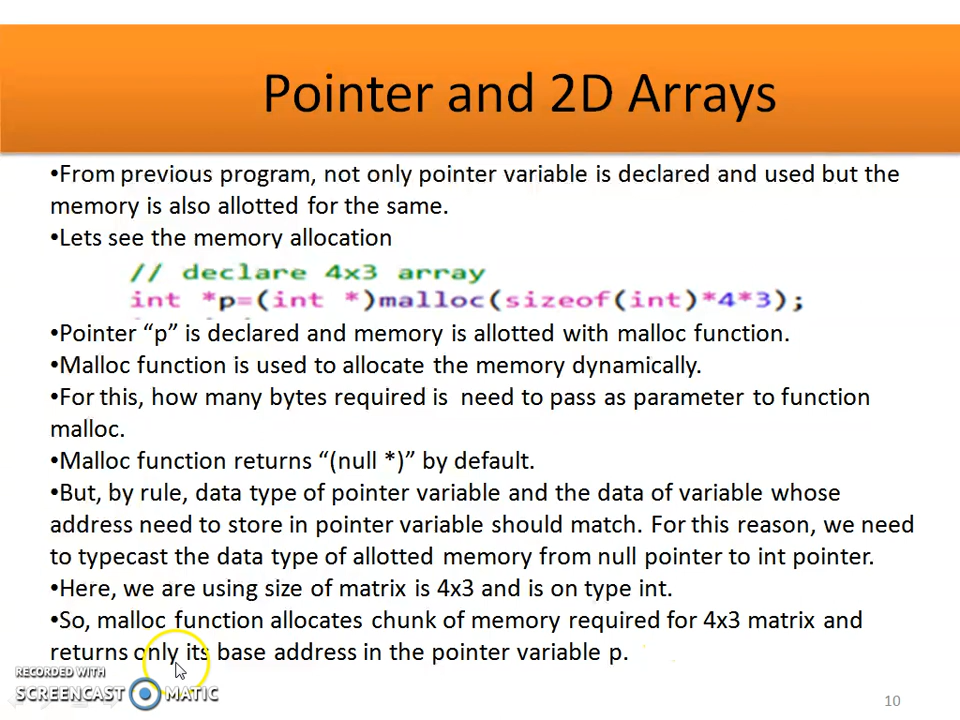 Pointer and 2D Arrays
•From previous program, not only pointer variable is declared and used but the
memory is also allotted for the same.
•Lets see the memory allocation
// declare 4x3 array
int *p=(int *)malloc(sizeof(int)*4*3);
•Pointer “p” is declared and memory is allotted with malloc function.
•Malloc function is used to allocate the memory dynamically.
•For this, how many bytes required is  need to pass as parameter to function
malloc.
•Malloc function returns “(null *)” by default.
•But, by rule, data type of pointer variable and the data of variable whose
address need to store in pointer variable should match. For this reason, we need
to typecast the data type of allotted memory from null pointer to int pointer.
•Here, we are using size of matrix is 4x3 and is on type int.
•So, malloc function allocates chunk of memory required for 4x3 matrix and
returns only its base address in the pointer variable p.
RECORDED WITH
SCREENCAST MATIC
10